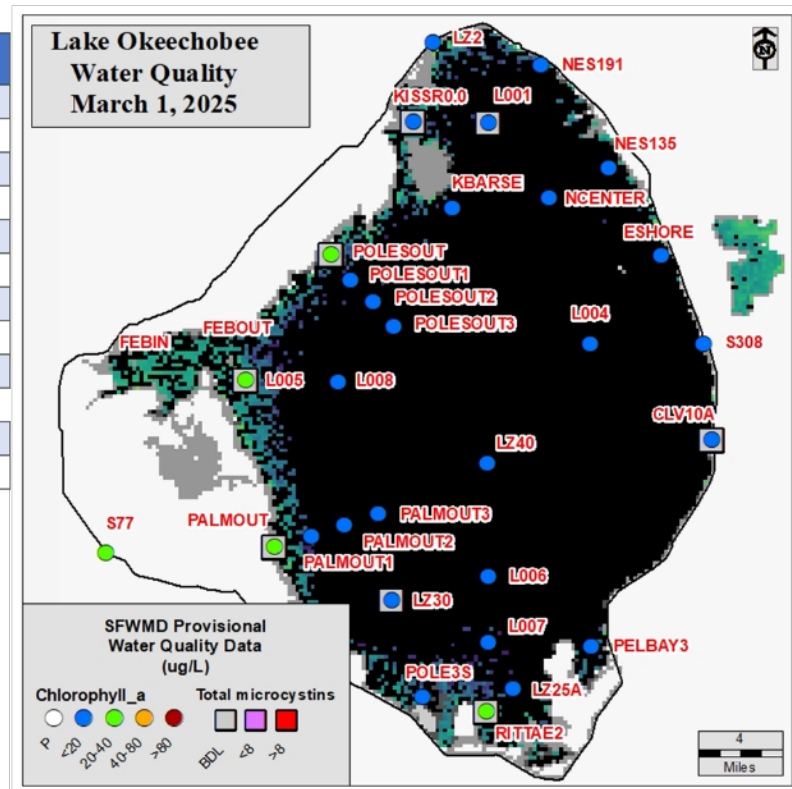 Lake Okeechobee
Water Quality
March 1, 2025
N
LZ2
NES191
KISSR0.0
L001
NES135
KBARSE
NCENTER
ESHORE
POLESOUT
POLESOUT1
POLESOUT2
POLESOUT3
L004
S308
FEBIN
FEBOUT
L005
L008
CLV10A
LZ40
S77
PALMOUT
PALMOUT3
PALMOUT2
PALMOUT1
L006
LZ30
L007
PELBAY3
POLE3S
LZ25A
RITTAE2
SFWMD Provisional
Water Quality Data
(ug/L)
Chlorophyll_a
Total microcystins
P
<20
20-40
40-80
>80
BDL
<8
>8
4
Miles